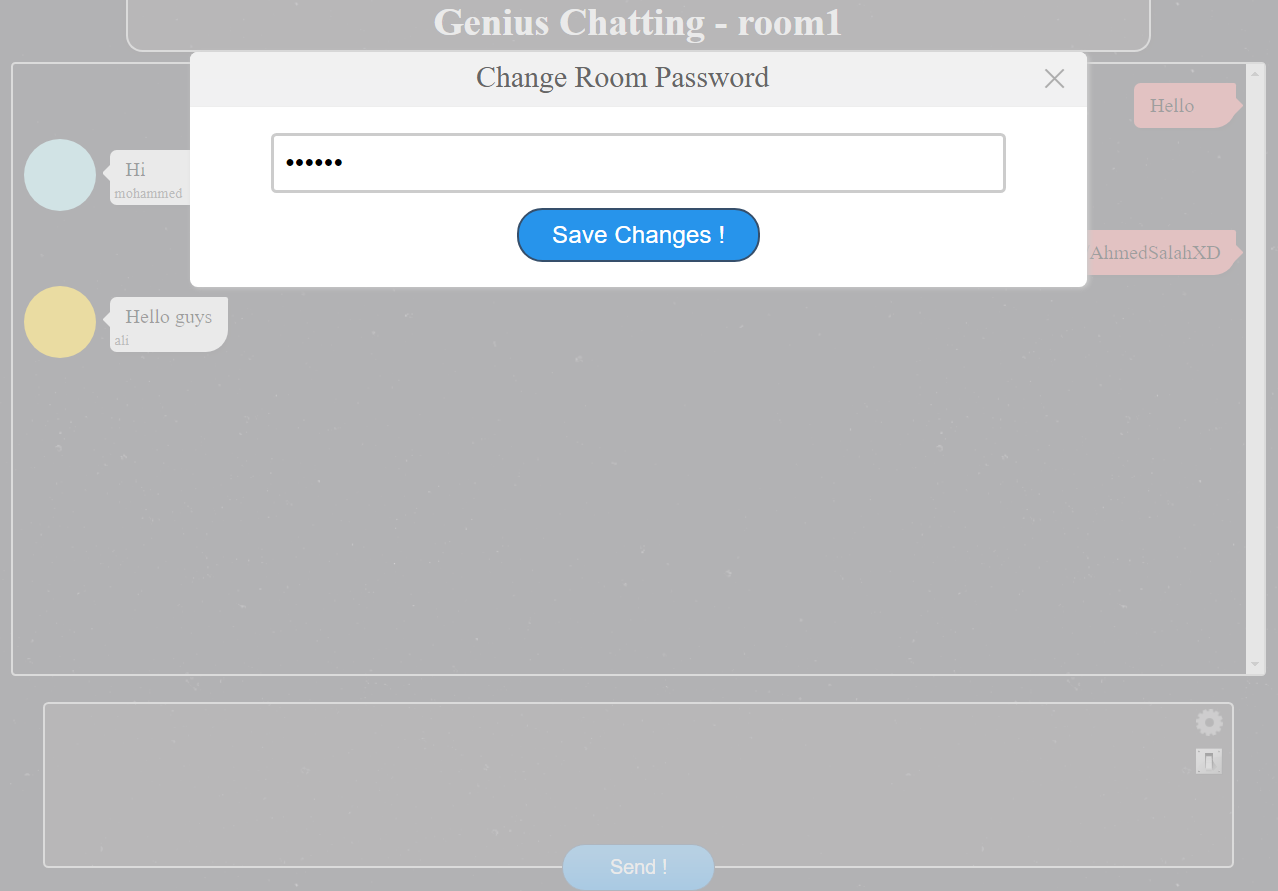 Genius Chatting - room1
Change Room Password
••••••
Save Changes !
Hello
Hi
mohammed
AhmedSalahXD
Hello guys
ali
Send !